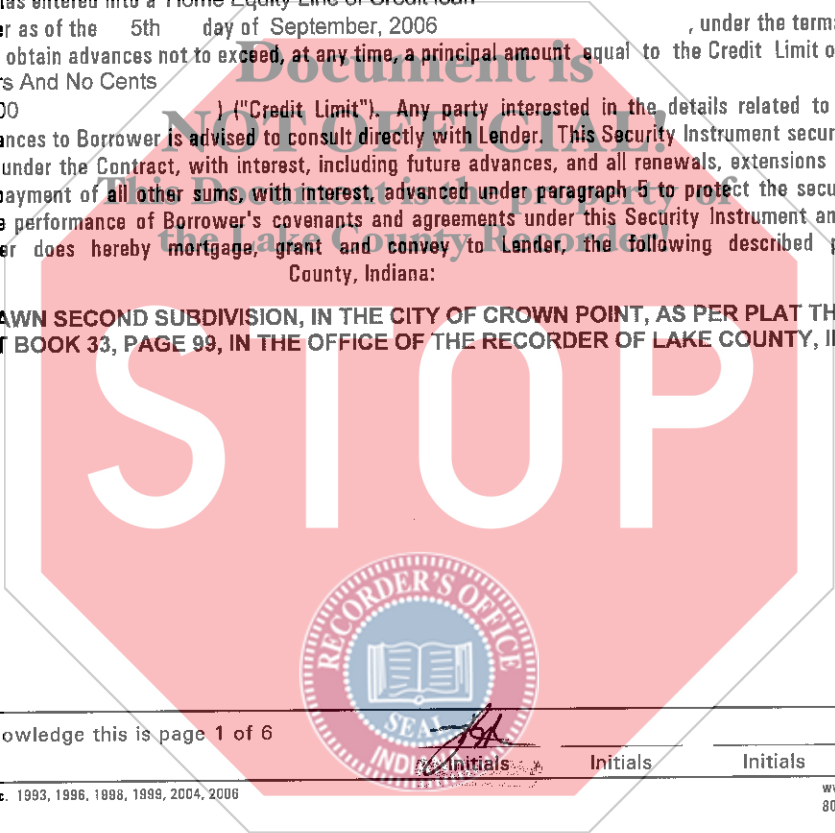 has entered into a Home Equity Line of Credit loan
er as of the 5th day of September, 2006 , under the terms
obtain advances not to exceed, at any time, a principal amount equal to the Credit Limit o
rs And No Cents
00 ) ("Credit Limit"). Any party interested in the details related to
ances to Borrower is advised to consult directly with Lender. This Security Instrument secur
under the Contract, with interest, including future advances, and all renewals, extensions
payment of all other sums, with interest, advanced under paragraph 5 to protect the secu
e performance of Borrower's covenants and agreements under this Security Instrument an
er does hereby mortgage, grant and convey to Lender, the following described p
County, Indiana:
AWN SECOND SUBDIVISION, IN THE CITY OF CROWN POINT, AS PER PLAT TH
T BOOK 33, PAGE 99, IN THE OFFICE OF THE RECORDER OF LAKE COUNTY, I
Document is
NOT OFFICIAL!
This Document is the property of
the Lake County Recorder!
STOP
RECORDER'S OFFICE
SEAL
INDIANA
owledge this is page 1 of 6
Initials Initials Initials
c. 1993, 1996, 1998, 1999, 2004, 2006
w
80